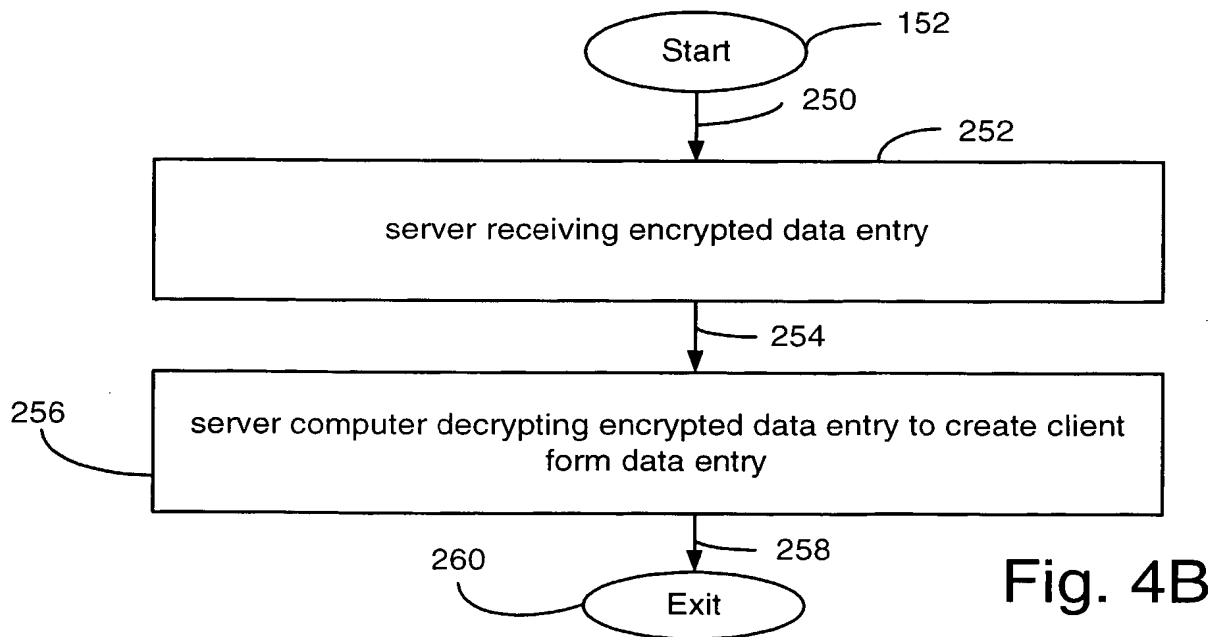 Start
152
250
252
server receiving encrypted data entry
254
256
server computer decrypting encrypted data entry to create client
form data entry
258
260
Exit
Fig. 4B